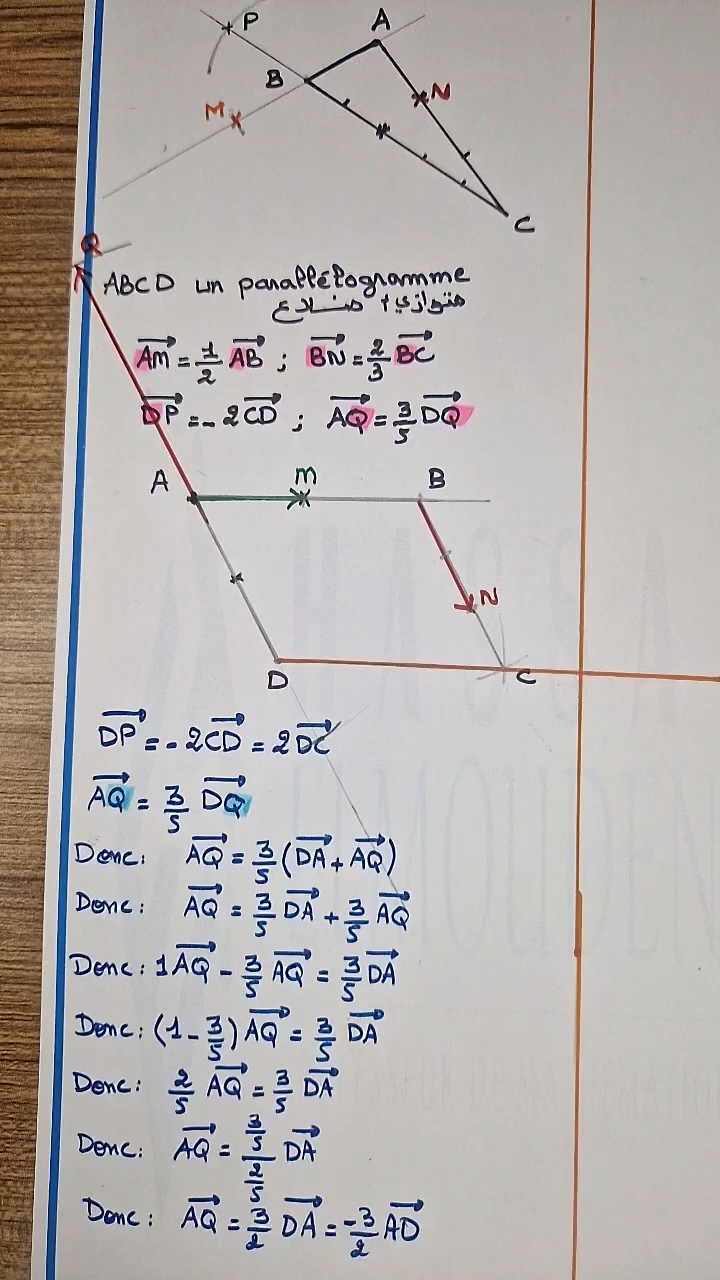 P
A
B
N
M
C
Q
ABCD un parallélogramme
متوازي أضلاع
AM = 1/2 AB ; BN = 2/3 BC
DP = -2CD ; AQ = 3/5 DQ
A M B
N
D C
DP = -2CD = 2DC
AQ = 3/5 DQ
Donc: AQ = 3/5 (DA + AQ)
Donc: AQ = 3/5 DA + 3/5 AQ
Donc: 1AQ - 3/5 AQ = 3/5 DA
Donc: (1 - 3/5) AQ = 3/5 DA
Donc: 2/5 AQ = 3/5 DA
Donc: AQ = 3/5 / 2/5 DA
Donc: AQ = 3/2 DA = -3/2 AD